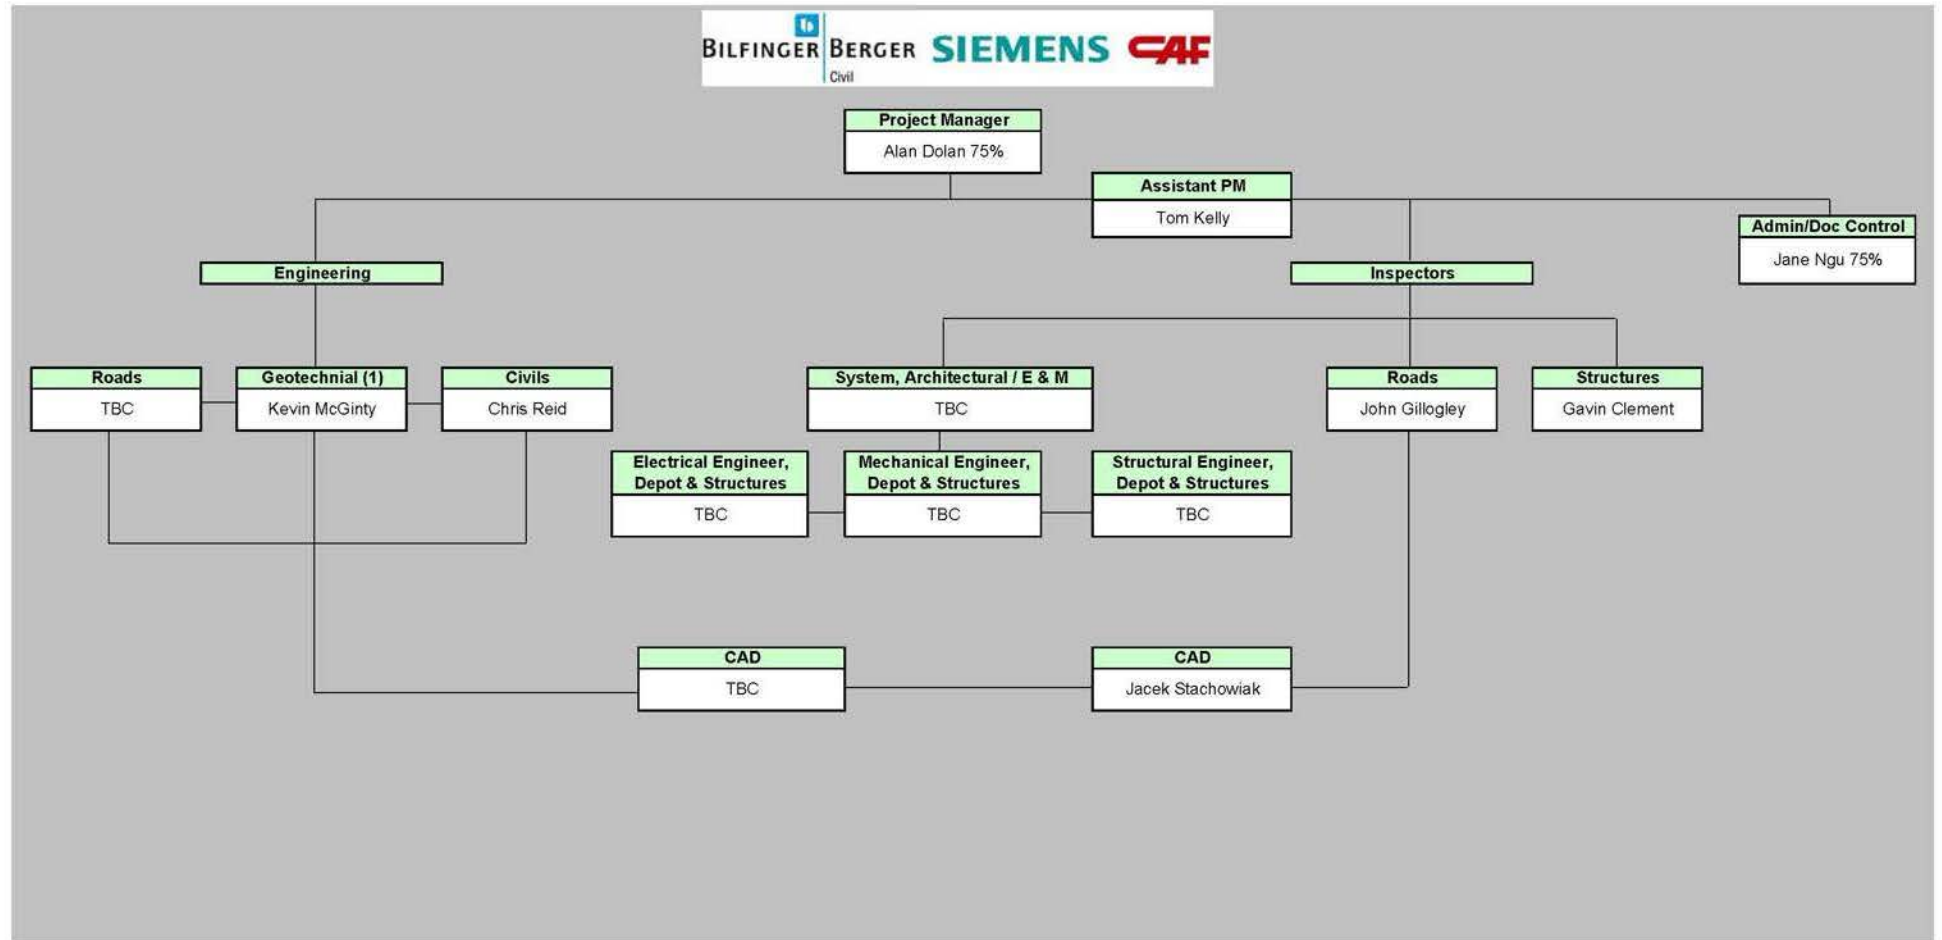 BILFINGER BERGER
Civil
SIEMENS
CAF
Project Manager
Alan Dolan 75%
Assistant PM
Tom Kelly
Admin/Doc Control
Jane Ngu 75%
Engineering
Inspectors
Roads
TBC
Geotechnial (1)
Kevin McGinty
Civils
Chris Reid
System, Architectural / E & M
TBC
Roads
John Gillogley
Structures
Gavin Clement
Electrical Engineer,
Depot & Structures
TBC
Mechanical Engineer,
Depot & Structures
TBC
Structural Engineer,
Depot & Structures
TBC
CAD
TBC
CAD
Jacek Stachowiak